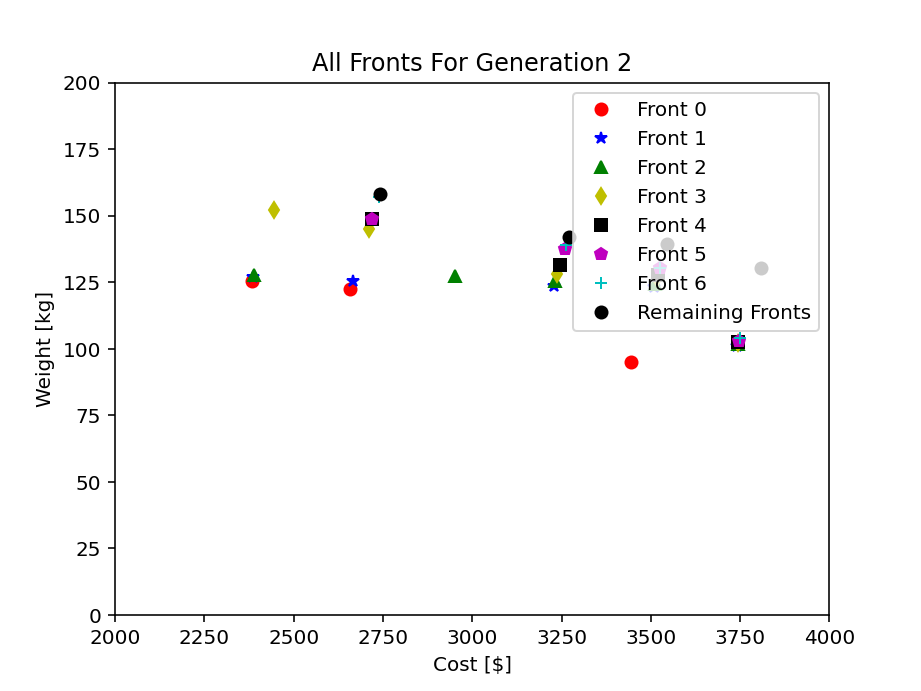 All Fronts For Generation 2
200
175
150
125
100
75
50
25
0
Weight [kg]
Front 0
Front 1
Front 2
Front 3
Front 4
Front 5
Front 6
Remaining Fronts
2000 2250 2500 2750 3000 3250 3500 3750 4000
Cost [$]